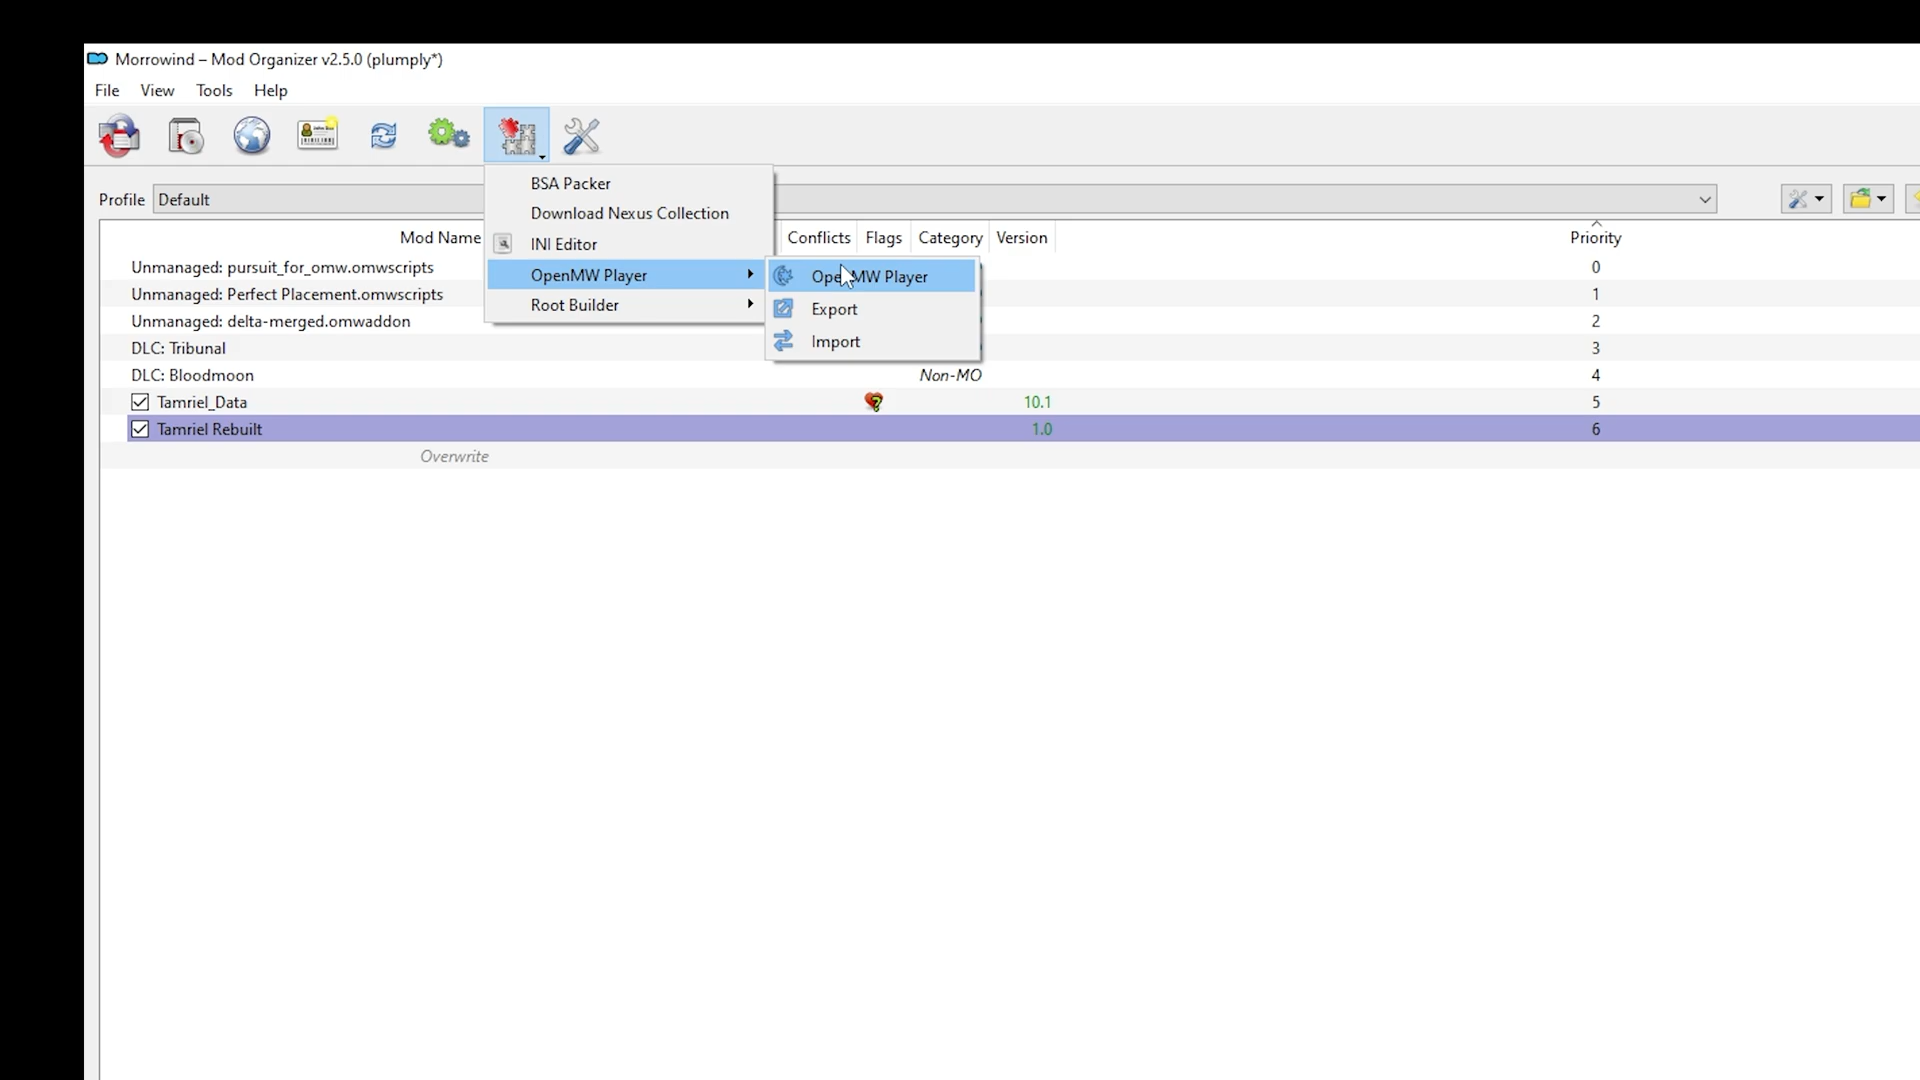 Morrowind – Mod Organizer v2.5.0 (plumply*)
File View Tools Help
Profile Default
BSA Packer
Download Nexus Collection
INI Editor
OpenMW Player
Root Builder
OpenMW Player
Export
Import
Mod Name Conflicts Flags Category Version Priority
Unmanaged: pursuit_for_omw.omwscripts 0
Unmanaged: Perfect Placement.omwscripts 1
Unmanaged: delta-merged.omwaddon 2
DLC: Tribunal 3
DLC: Bloodmoon Non-MO 4
Tamriel_Data 10.1 5
Tamriel Rebuilt 1.0 6
Overwrite